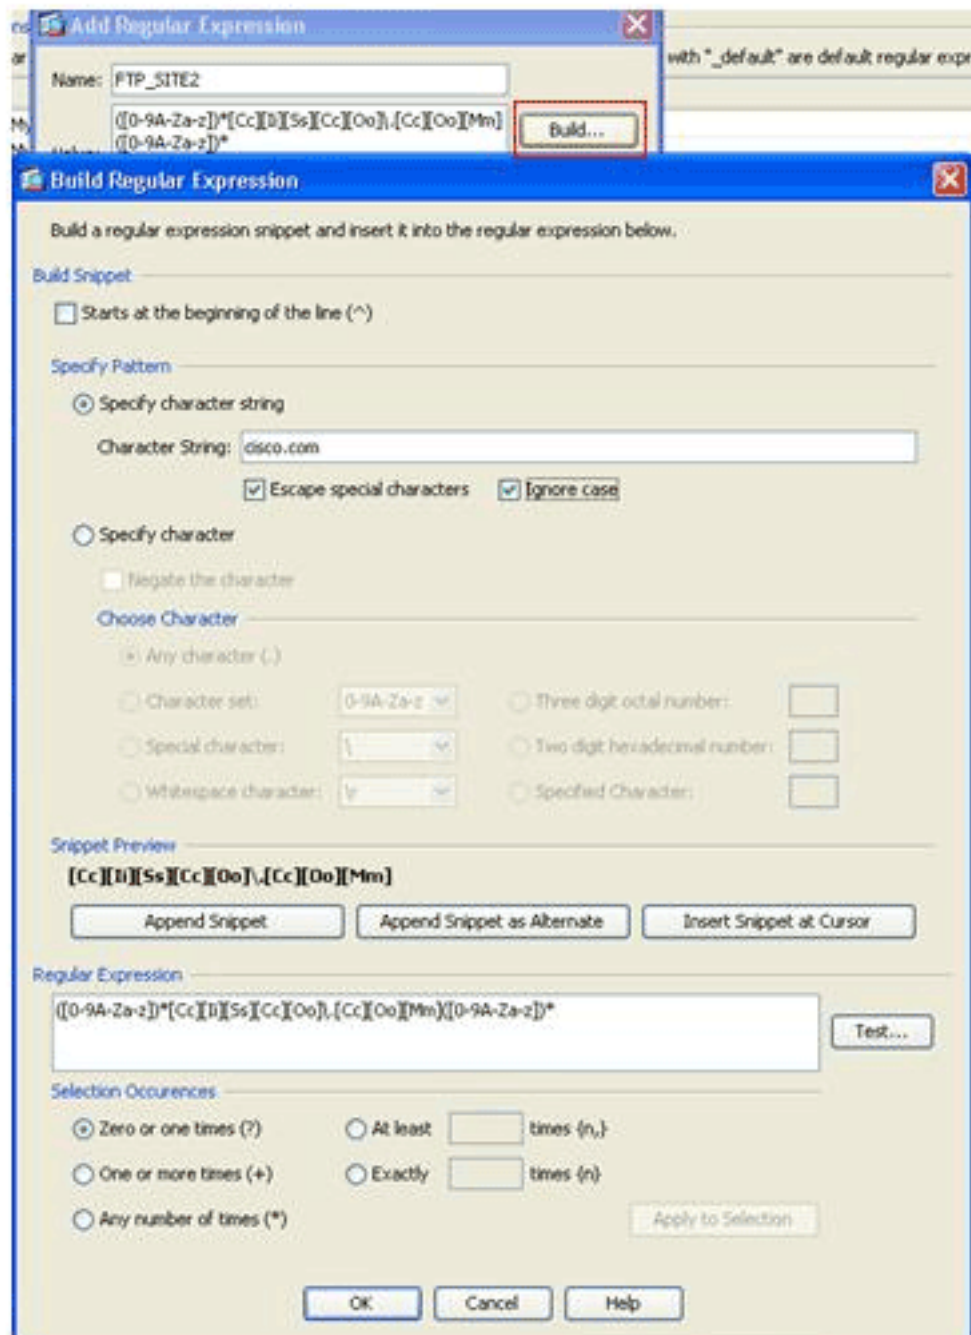 Add Regular Expression
Name: FTP_SITE2
with "_default" are default regular expr
([0-9A-Za-z])*[Cc][Ii][Ss][Cc][Oo]\.[Cc][Oo][Mm]
([0-9A-Za-z])*
Build...
Build Regular Expression
Build a regular expression snippet and insert it into the regular expression below.
Build Snippet
Starts at the beginning of the line (^)
Specify Pattern
Specify character string
Character String: cisco.com
Escape special characters Ignore case
Specify character
Negate the character
Choose Character
Any character (.)
Character set: 0-9A-Za-z Three digit octal number:
Special character: \ Two digit hexadecimal number:
Whitespace character: Specified Character:
Snippet Preview
[Cc][Ii][Ss][Cc][Oo]\.[Cc][Oo][Mm]
Append Snippet Append Snippet as Alternate Insert Snippet at Cursor
Regular Expression
([0-9A-Za-z])*[Cc][Ii][Ss][Cc][Oo]\.[Cc][Oo][Mm]([0-9A-Za-z])*
Test...
Selection Occurences
Zero or one times (?) At least times {n,}
One or more times (+) Exactly times {n}
Any number of times (*) Apply to Selection
OK Cancel Help